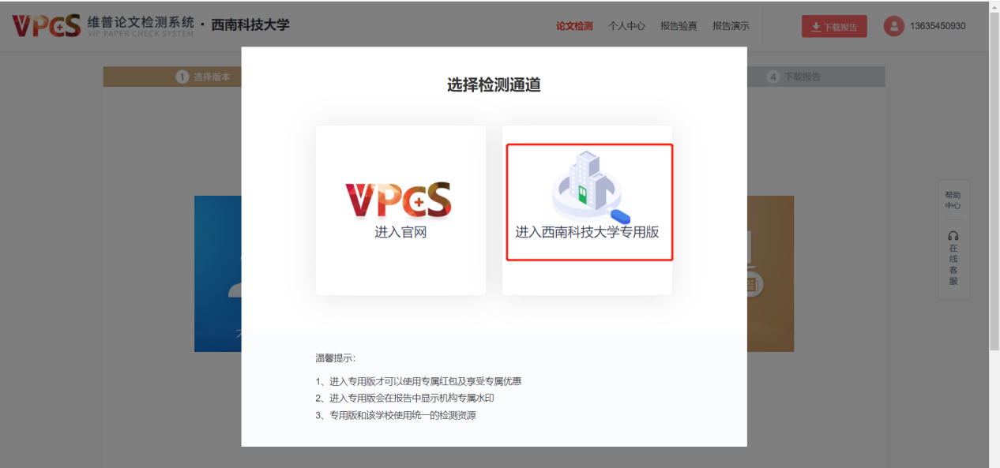 VPCS 维普论文检测系统 · 西南科技大学
VIP PAPER CHECK SYSTEM
论文检测 个人中心 报告验真 报告演示
下载报告
13635450930
1 选择版本
4 下载报告
选择检测通道
VPCS
进入官网
进入西南科技大学专用版
帮助
中心
在
线
客
服
温馨提示：
1、进入专用版才可以使用专属红包及享受专属优惠
2、进入专用版会在报告中显示机构专属水印
3、专用版和该学校使用统一的检测资源